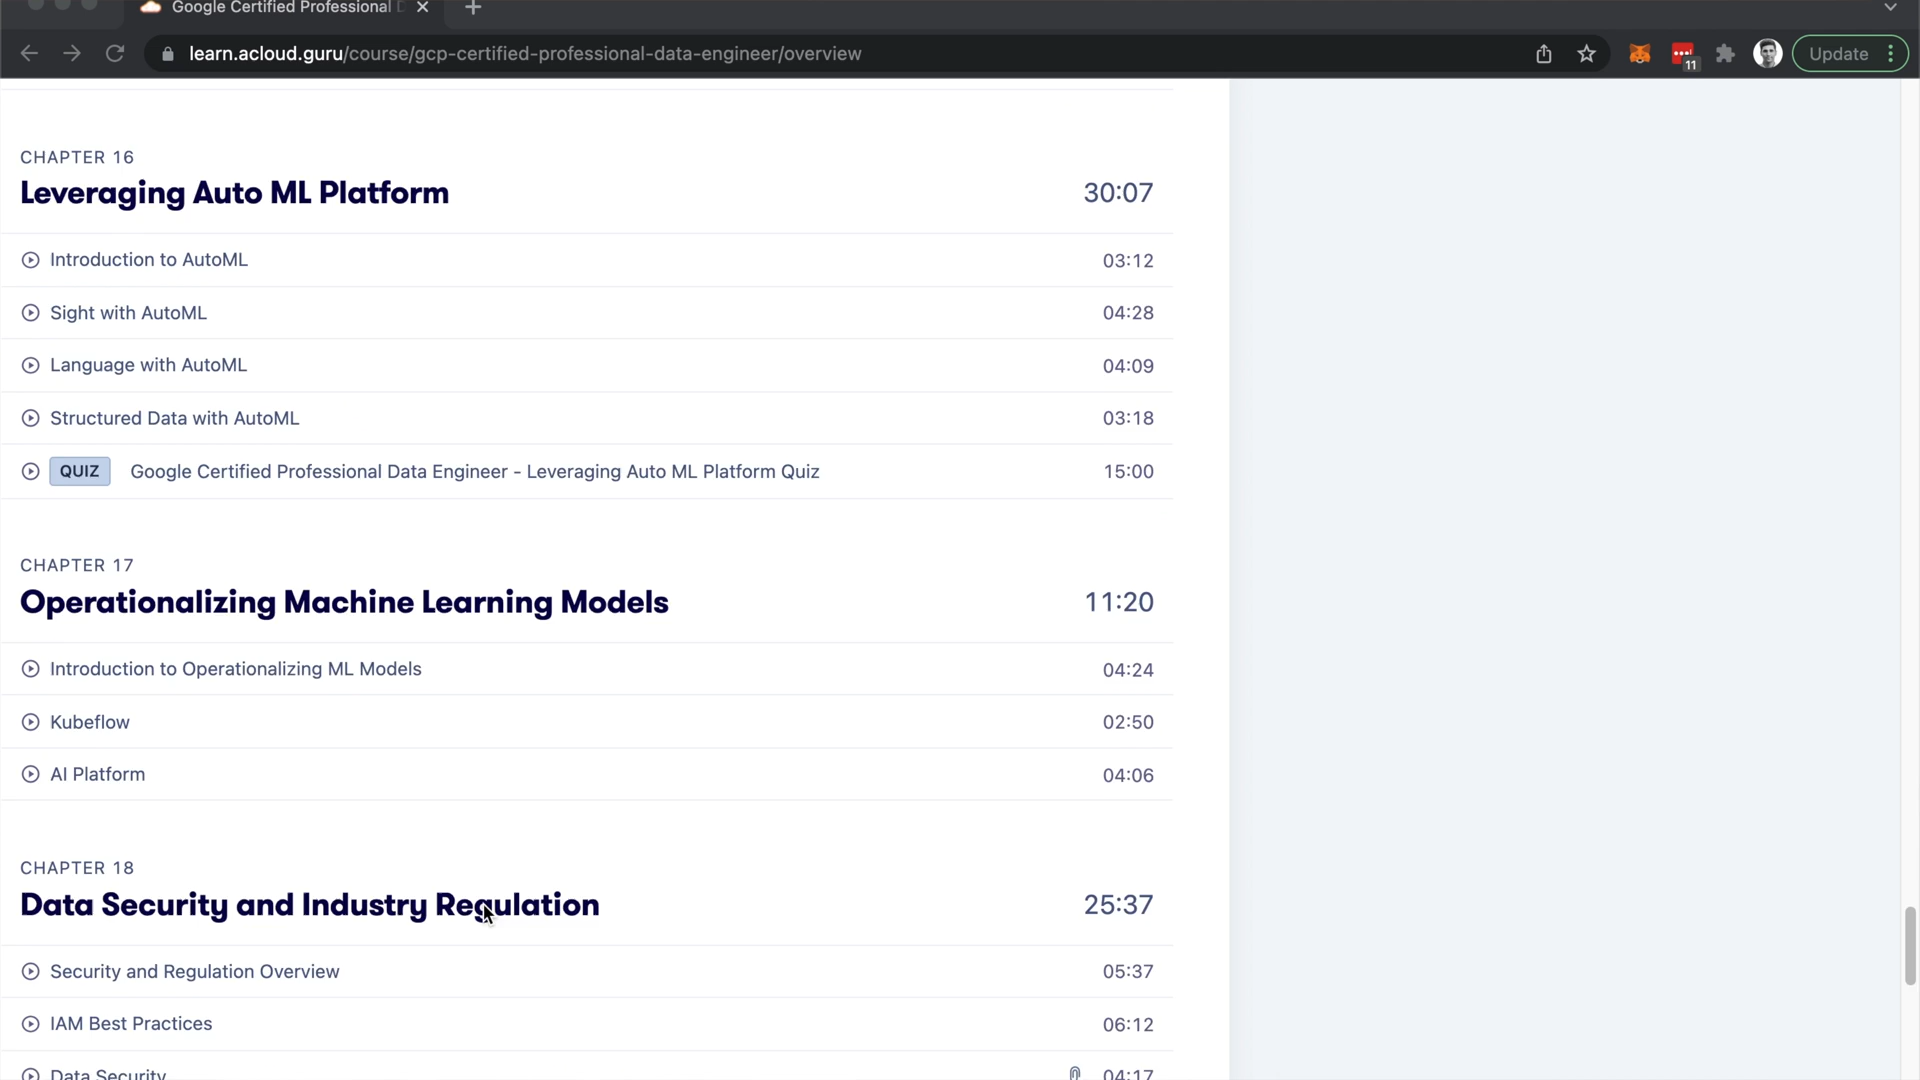 Google Certified Professional D
learn.acloud.guru/course/gcp-certified-professional-data-engineer/overview
11
Update
CHAPTER 16
Leveraging Auto ML Platform 30:07
Introduction to AutoML 03:12
Sight with AutoML 04:28
Language with AutoML 04:09
Structured Data with AutoML 03:18
QUIZ Google Certified Professional Data Engineer - Leveraging Auto ML Platform Quiz 15:00
CHAPTER 17
Operationalizing Machine Learning Models 11:20
Introduction to Operationalizing ML Models 04:24
Kubeflow 02:50
AI Platform 04:06
CHAPTER 18
Data Security and Industry Regulation 25:37
Security and Regulation Overview 05:37
IAM Best Practices 06:12
Data Security 04:17